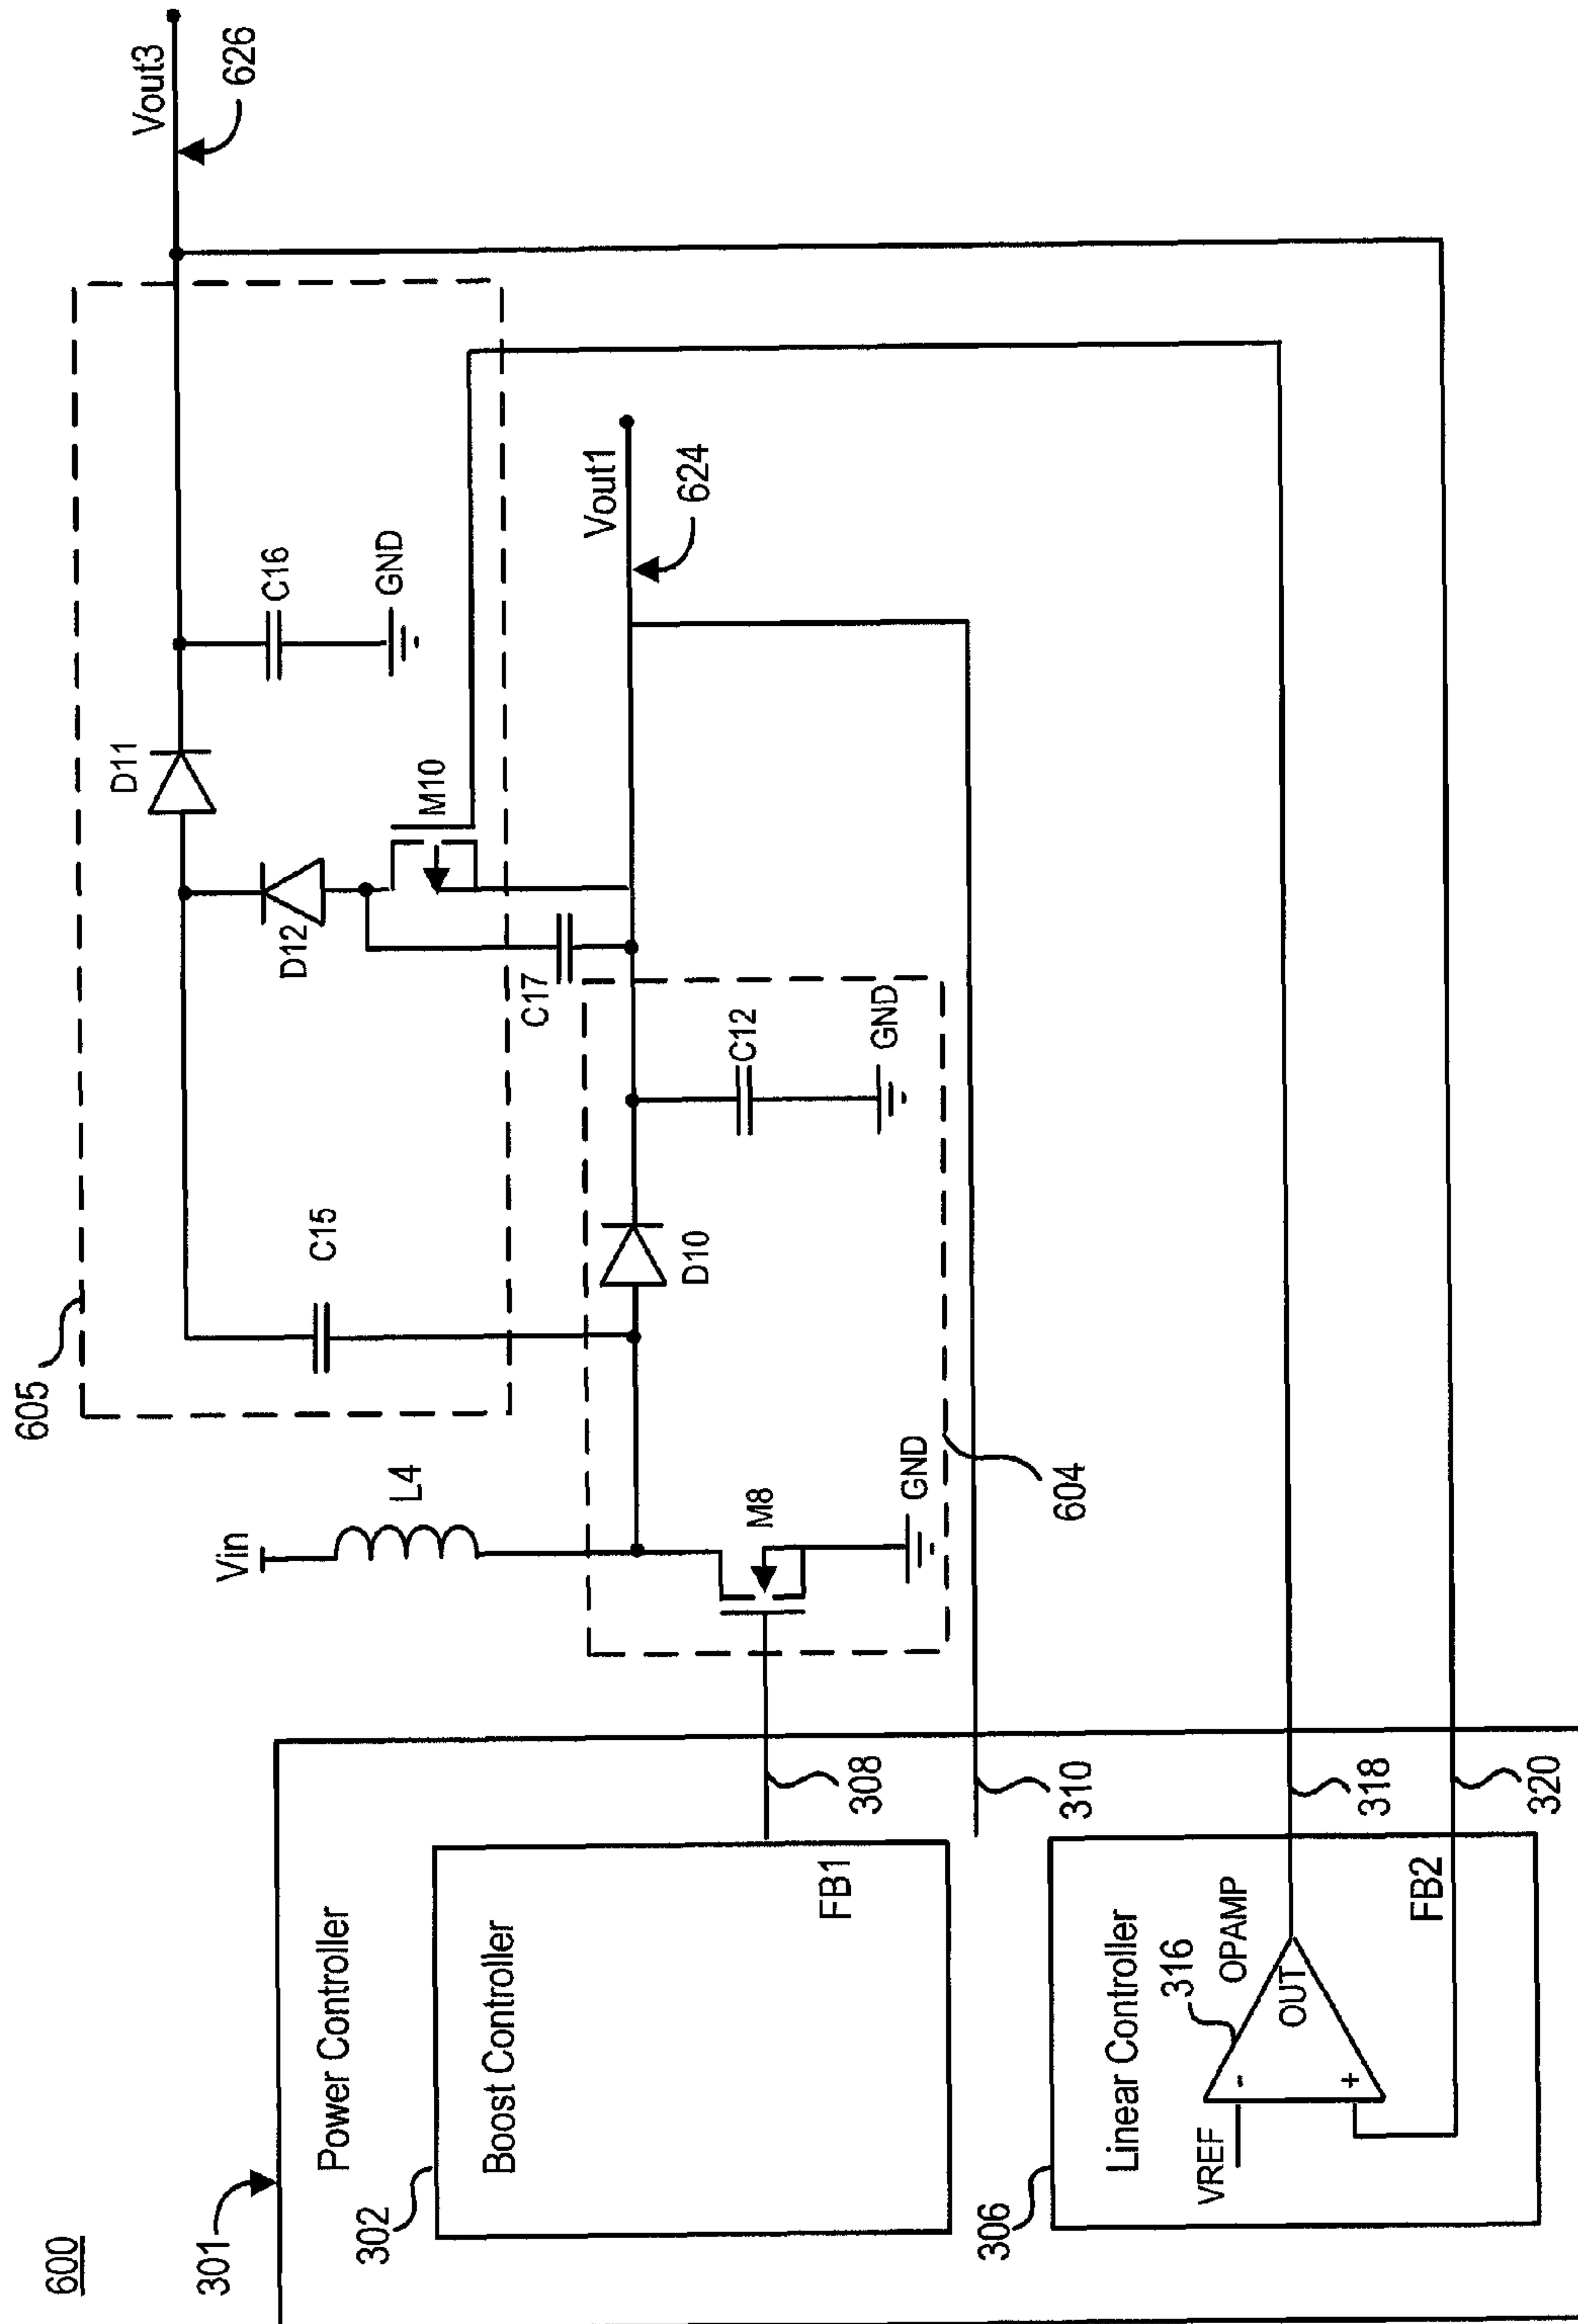 600
301
Power Controller
302
Boost Controller
FB1
308
310
306
Linear Controller
316
OPAMP
VREF
-
+
OUT
FB2
318
320
Vin
L4
M8
GND
604
605
C15
D10
C12
GND
C17
D12
M10
D11
C16
GND
Vout1
624
Vout3
626